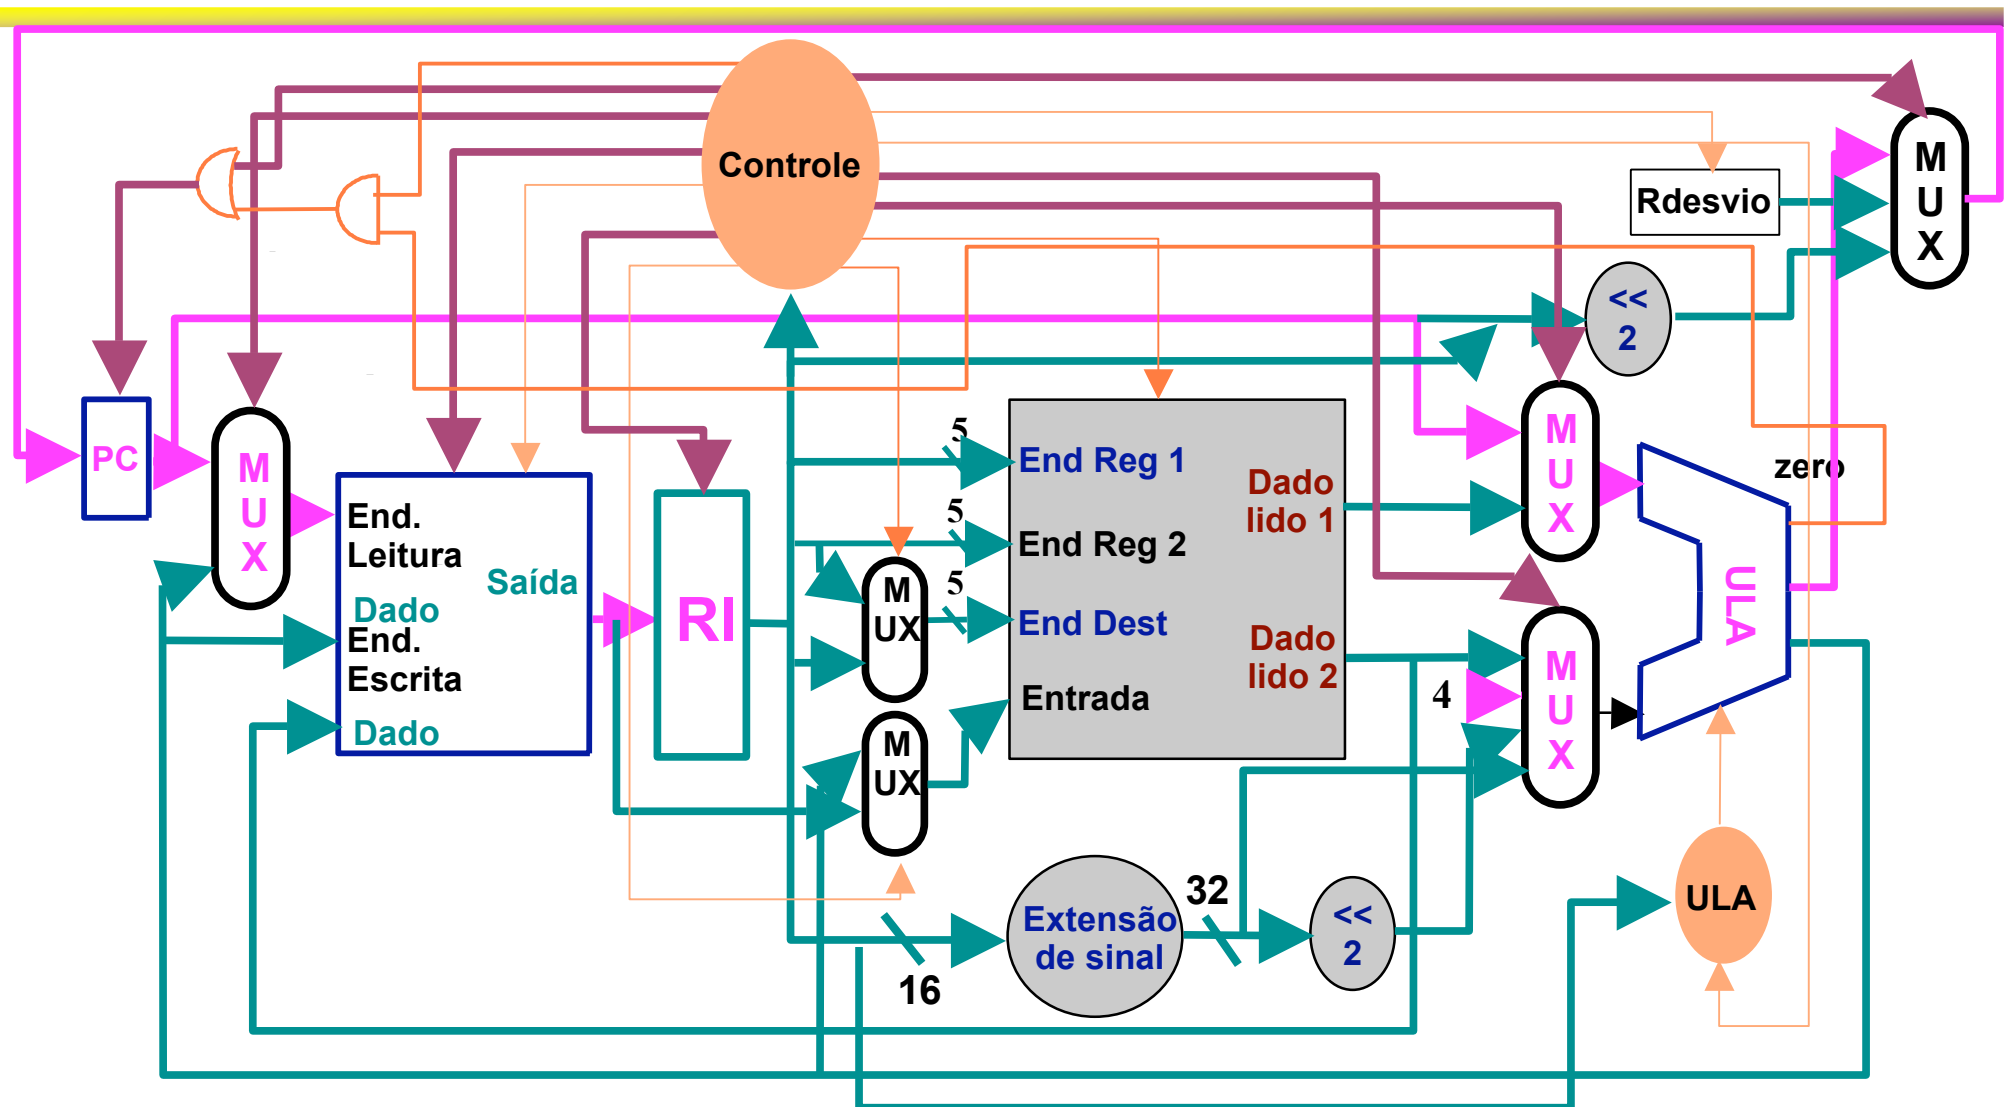 Controle
M
U
X
Rdesvio
<<
2
PC
M
U
X
End.
Leitura
Dado
End.
Escrita
Dado
Saída
RI
5
End Reg 1
5
End Reg 2
5
End Dest
Entrada
Dado
lido 1
Dado
lido 2
M
UX
M
UX
M
U
X
zero
ULA
4
M
U
X
16
Extensão
de sinal
32
<<
2
ULA